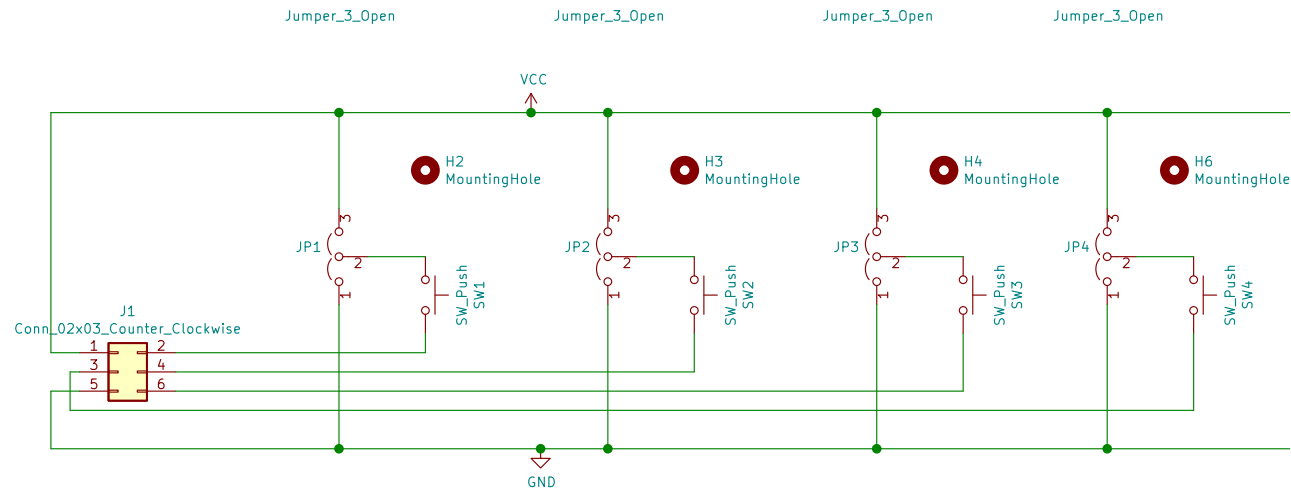 Jumper_3_Open Jumper_3_Open Jumper_3_Open Jumper_3_Open
VCC
H2 H3 H4 H6
MountingHole MountingHole MountingHole MountingHole
3 3 3 3
JP1 JP2 JP3 JP4
2 2 2 2
1 1 1 1
SW_Push SW_Push SW_Push SW_Push
SW1 SW2 SW3 SW4
J1
Conn_02x03_Counter_Clockwise
1 2
3 4
5 6
GND